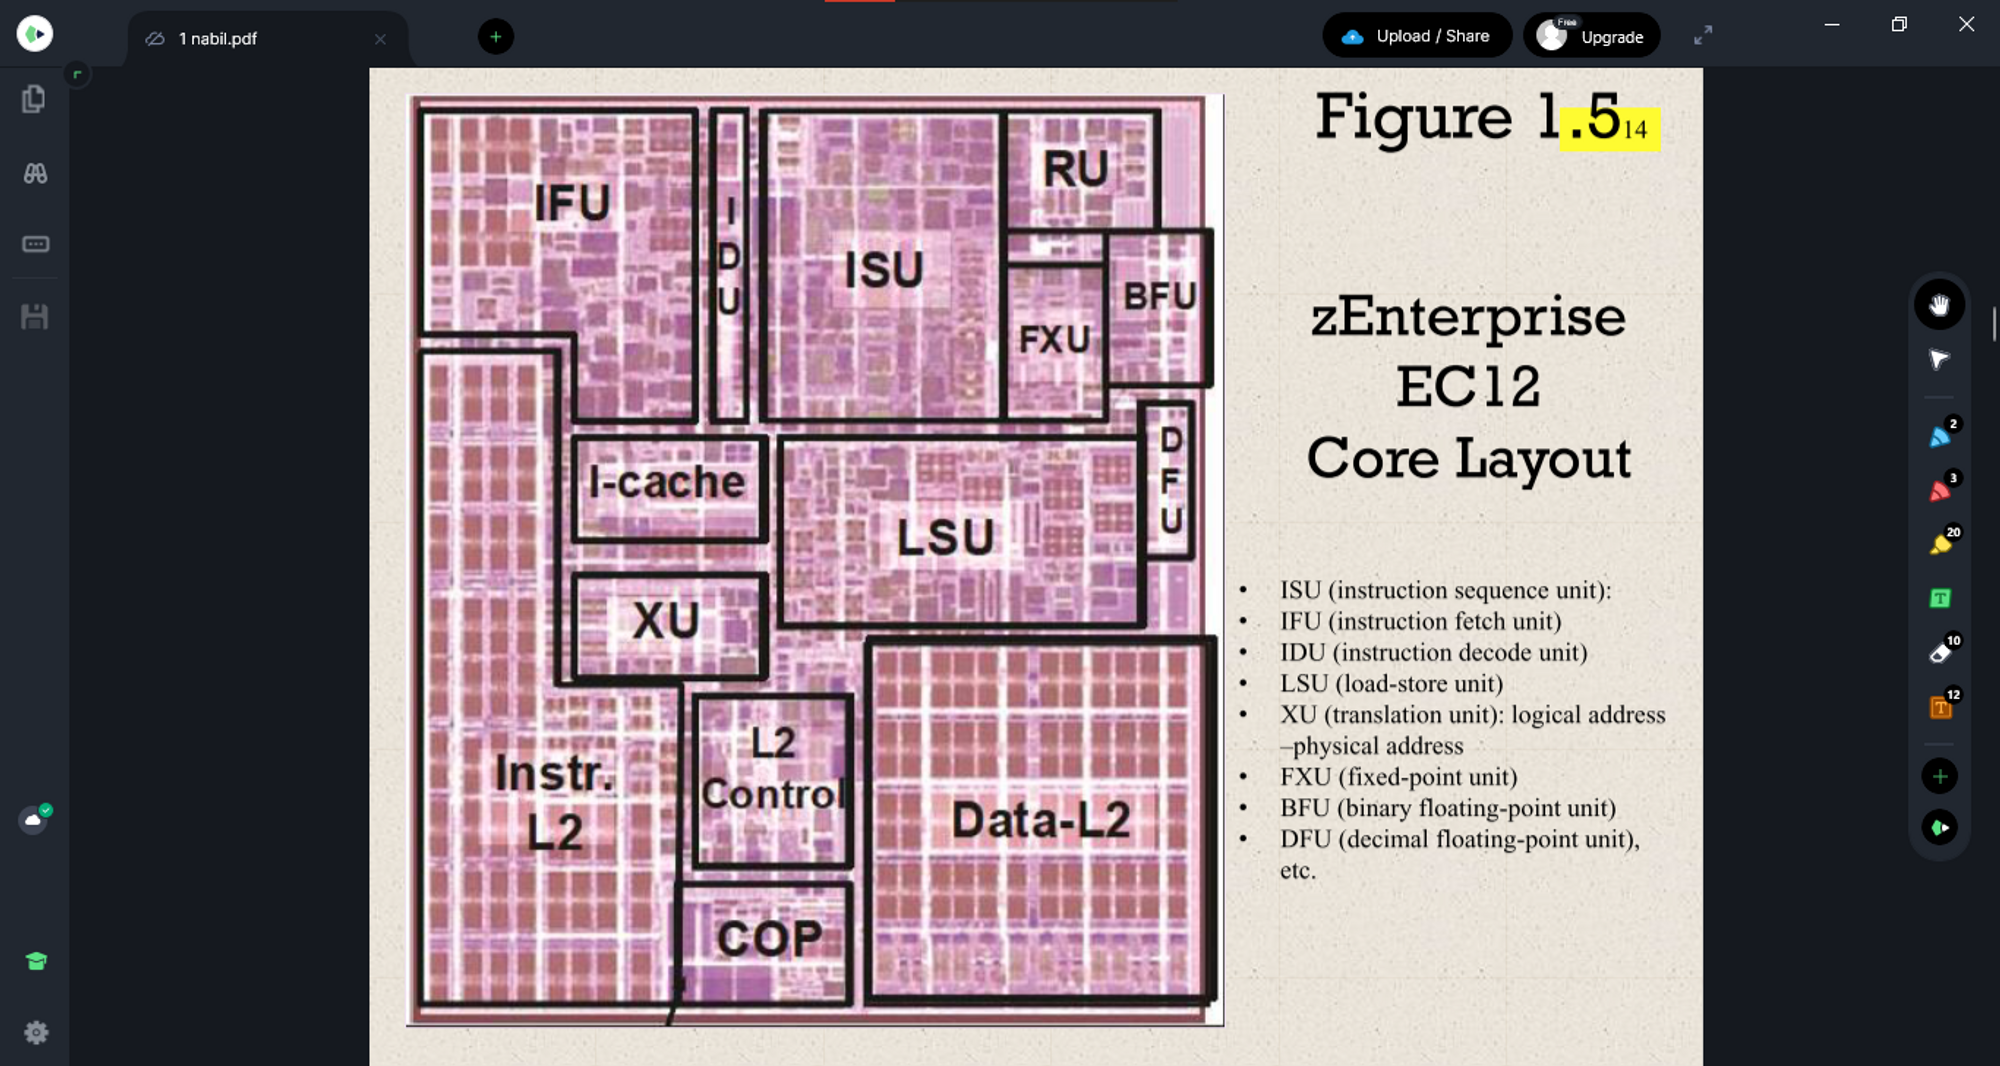 1 nabil.pdf
Upload / Share
Free
Upgrade
Figure 1.5
14
zEnterprise
EC12
Core Layout
IFU
I
D
U
ISU
RU
FXU
BFU
D
F
U
I-cache
LSU
XU
Instr.
L2
L2
Control
COP
Data-L2
• ISU (instruction sequence unit):
• IFU (instruction fetch unit)
• IDU (instruction decode unit)
• LSU (load-store unit)
• XU (translation unit): logical address
–physical address
• FXU (fixed-point unit)
• BFU (binary floating-point unit)
• DFU (decimal floating-point unit),
etc.
2
3
20
T
10
12
T